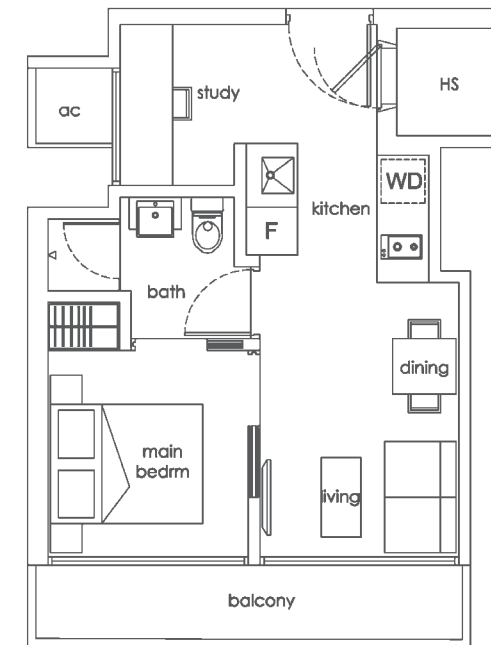 HS
study
ac
WD
kitchen
F
bath
dining
main
bedrm
living
balcony